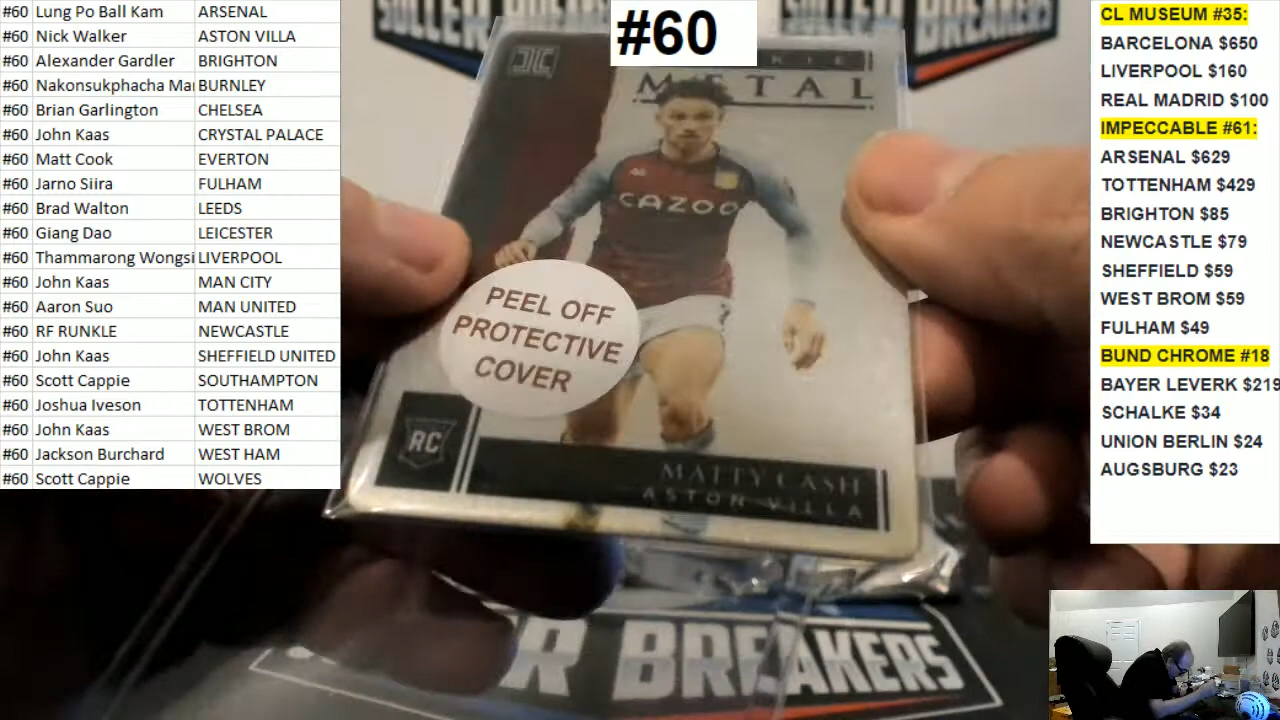 #60 Lung Po Ball Kam ARSENAL
#60 Nick Walker ASTON VILLA
#60 Alexander Gardler BRIGHTON
#60 Nakonsukphacha Ma BURNLEY
#60 Brian Garlington CHELSEA
#60 John Kaas CRYSTAL PALACE
#60 Matt Cook EVERTON
#60 Jarno Siira FULHAM
#60 Brad Walton LEEDS
#60 Giang Dao LEICESTER
#60 Thammarong Wongsi LIVERPOOL
#60 John Kaas MAN CITY
#60 Aaron Suo MAN UNITED
#60 RF RUNKLE NEWCASTLE
#60 John Kaas SHEFFIELD UNITED
#60 Scott Cappie SOUTHAMPTON
#60 Joshua Iveson TOTTENHAM
#60 John Kaas WEST BROM
#60 Jackson Burchard WEST HAM
#60 Scott Cappie WOLVES
#60
METAL
CAZOO
PEEL OFF
PROTECTIVE
COVER
RC
MATTY CASH
ASTON VILLA
BREAKERS
CL MUSEUM #35:
BARCELONA $650
LIVERPOOL $160
REAL MADRID $100
IMPECCABLE #61:
ARSENAL $629
TOTTENHAM $429
BRIGHTON $85
NEWCASTLE $79
SHEFFIELD $59
WEST BROM $59
FULHAM $49
BUND CHROME #18
BAYER LEVERK $219
SCHALKE $34
UNION BERLIN $24
AUGSBURG $23